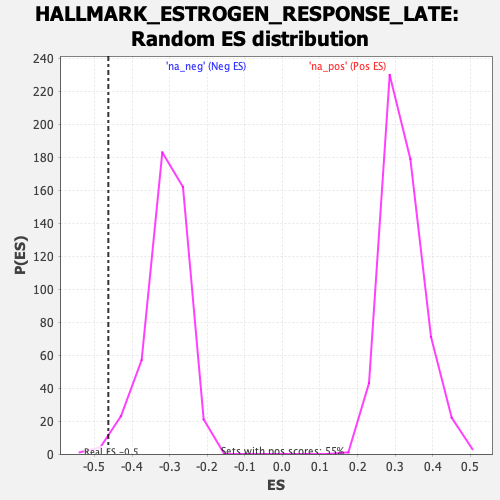 HALLMARK_ESTROGEN_RESPONSE_LATE:
Random ES distribution
'na_neg' (Neg ES) 'na_pos' (Pos ES)
240
220
200
180
160
140
120
100
80
60
40
20
0
P(ES)
Real ES -0.5
Sets with pos scores: 55%
-0.5 -0.4 -0.3 -0.2 -0.1 0.0 0.1 0.2 0.3 0.4 0.5
ES